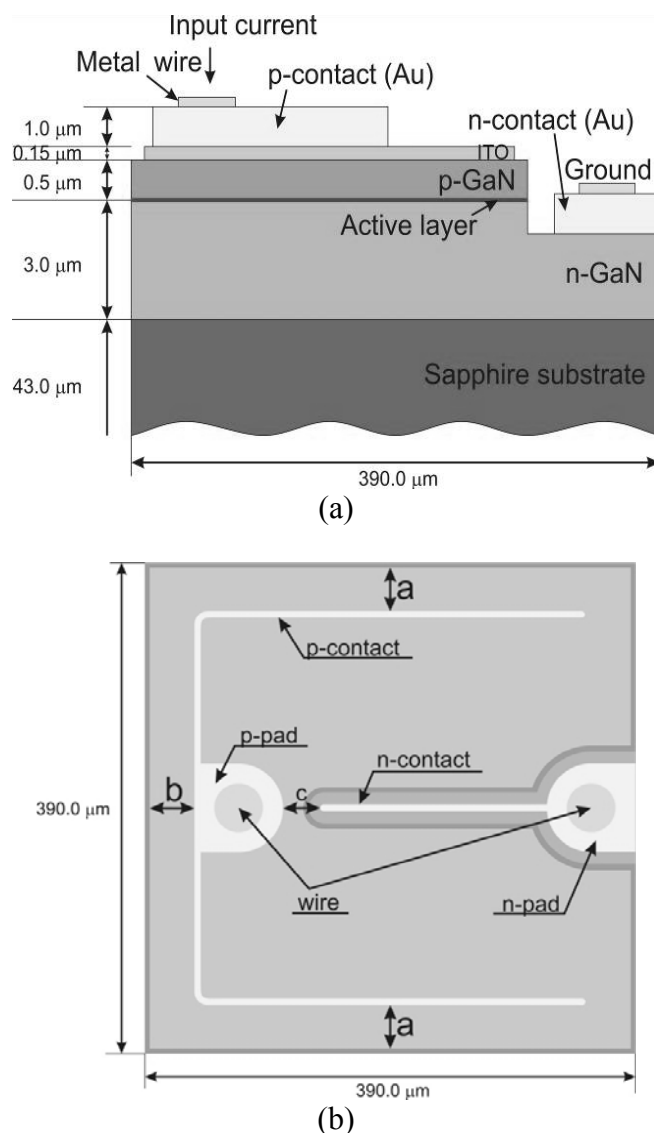 Input current
Metal wire
p-contact (Au)
n-contact (Au)
1.0 μm
0.15 μm
ITO
Ground
0.5 μm
p-GaN
Active layer
3.0 μm
n-GaN
43.0 μm
Sapphire substrate
390.0 μm
(a)
a
p-contact
p-pad
n-contact
b
c
390.0 μm
wire
n-pad
a
390.0 μm
(b)